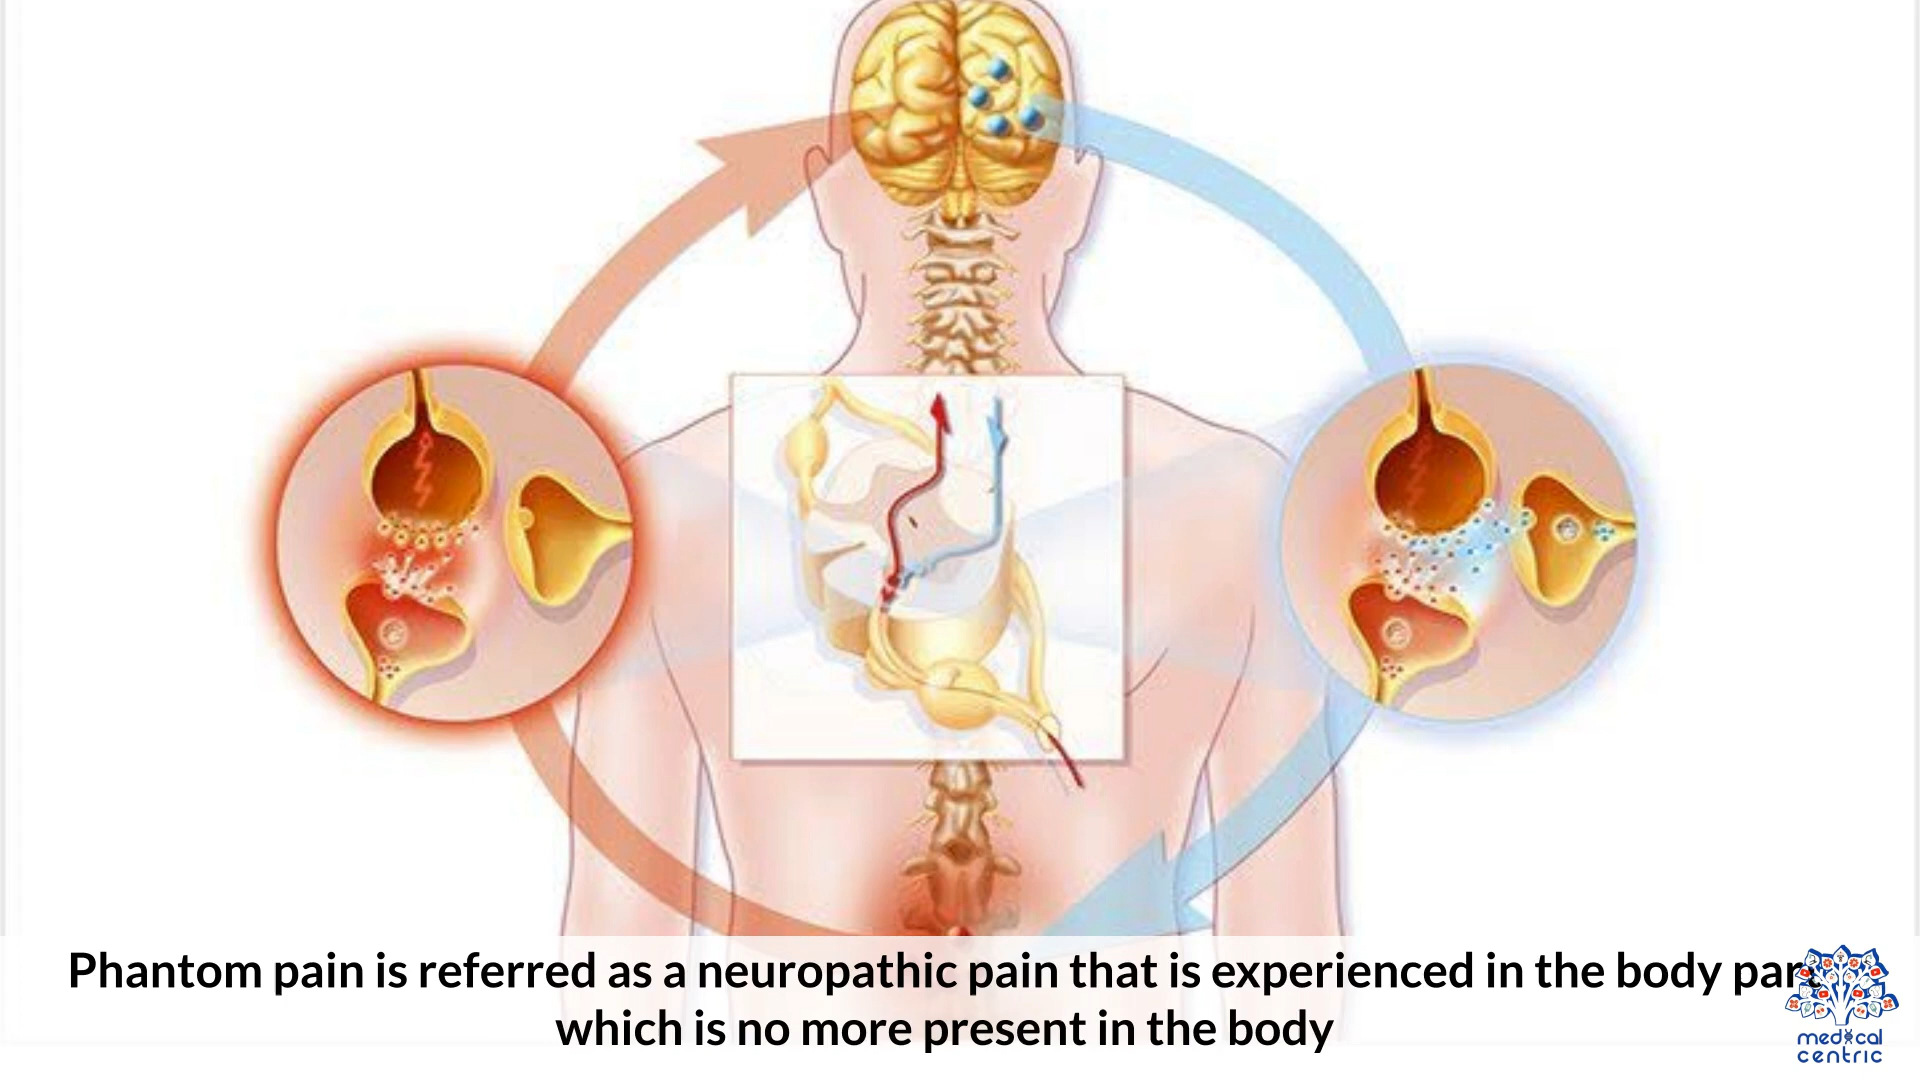 Phantom pain is referred as a neuropathic pain that is experienced in the body part
which is no more present in the body
medical
centric